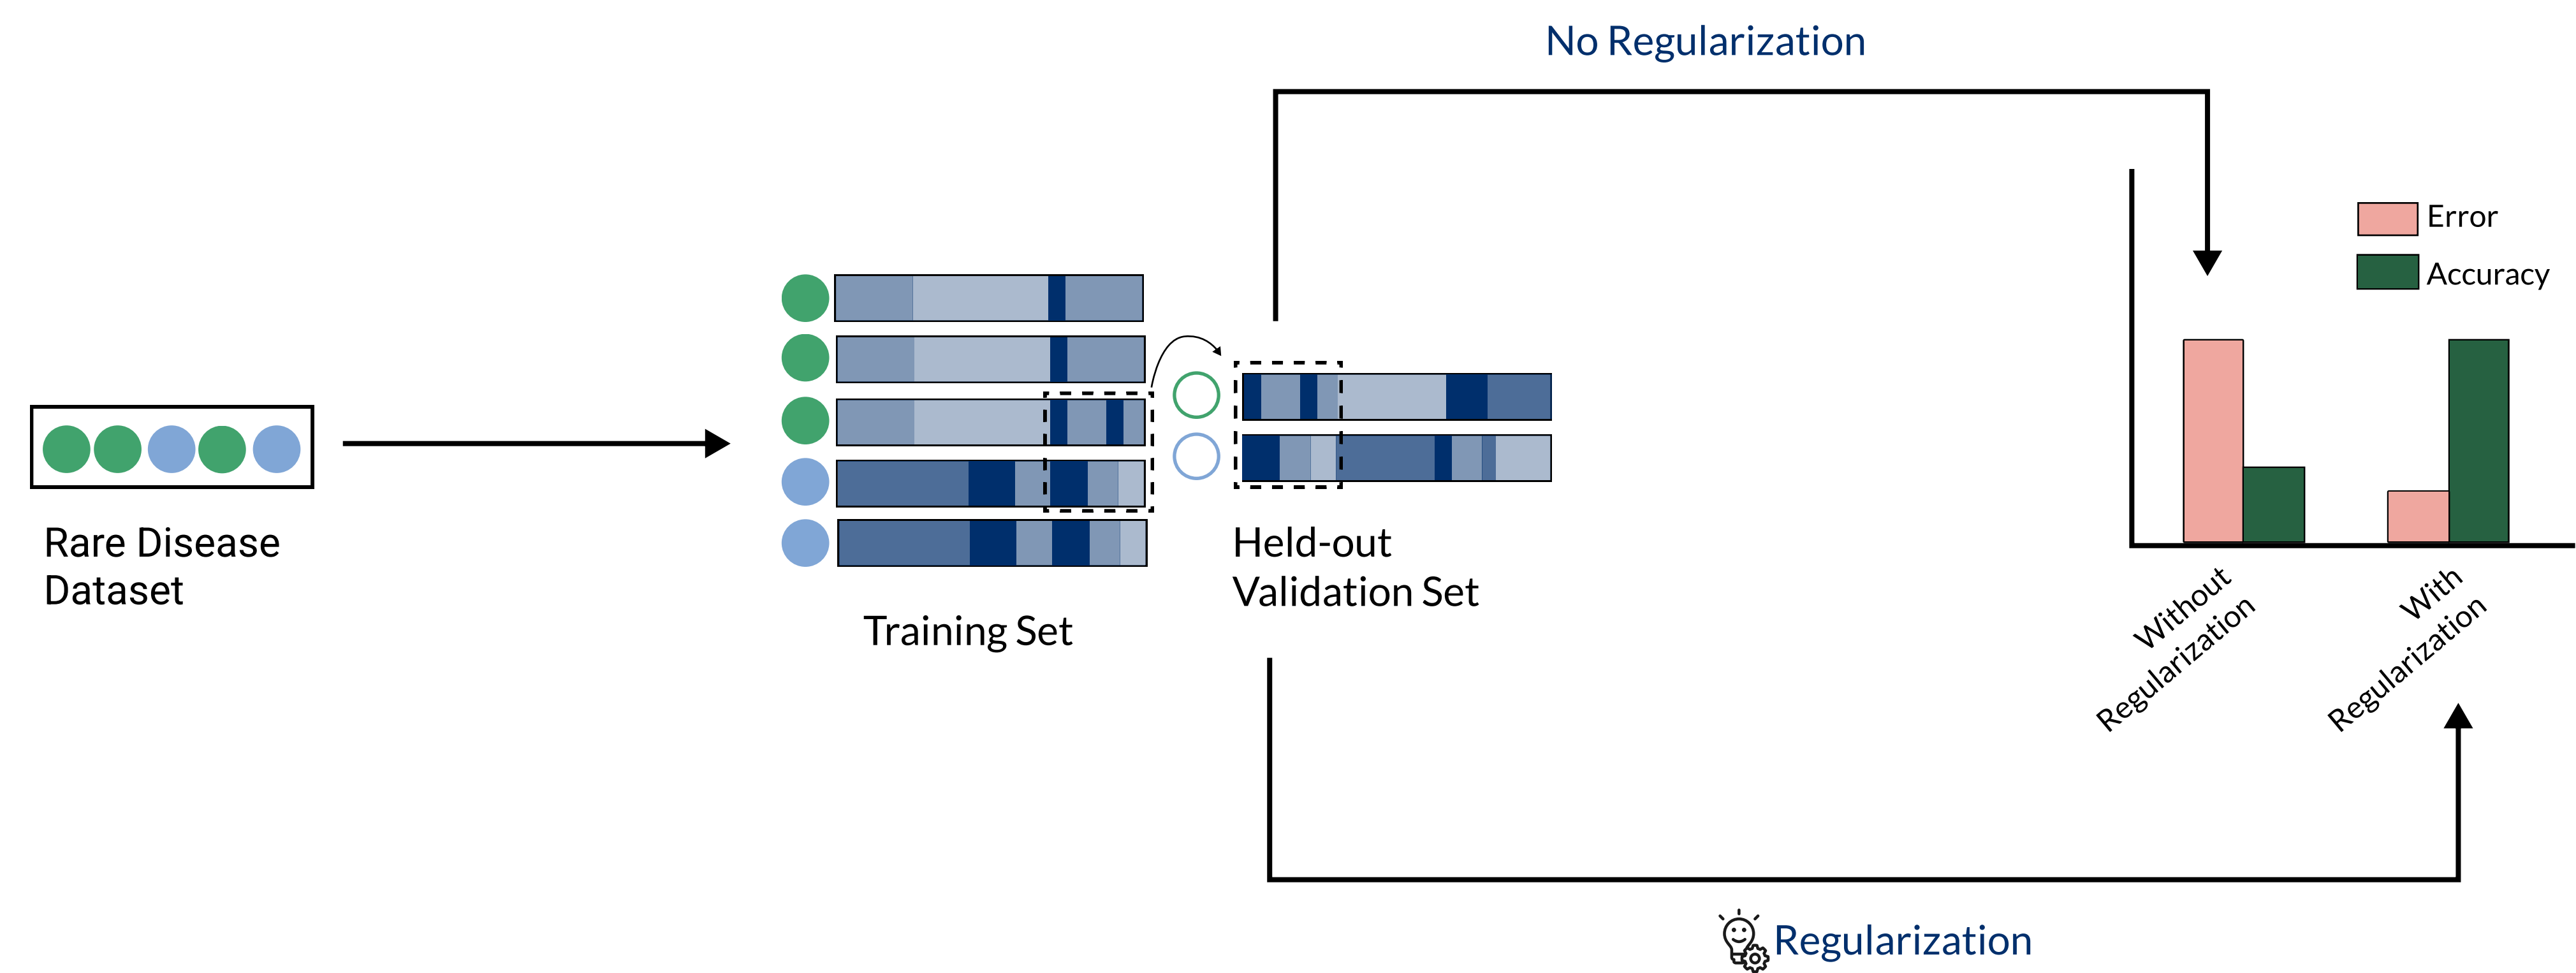 No Regularization
Error
Accuracy
Rare Disease
Dataset
Training Set
Held-out
Validation Set
Without
Regularization
With
Regularization
Regularization